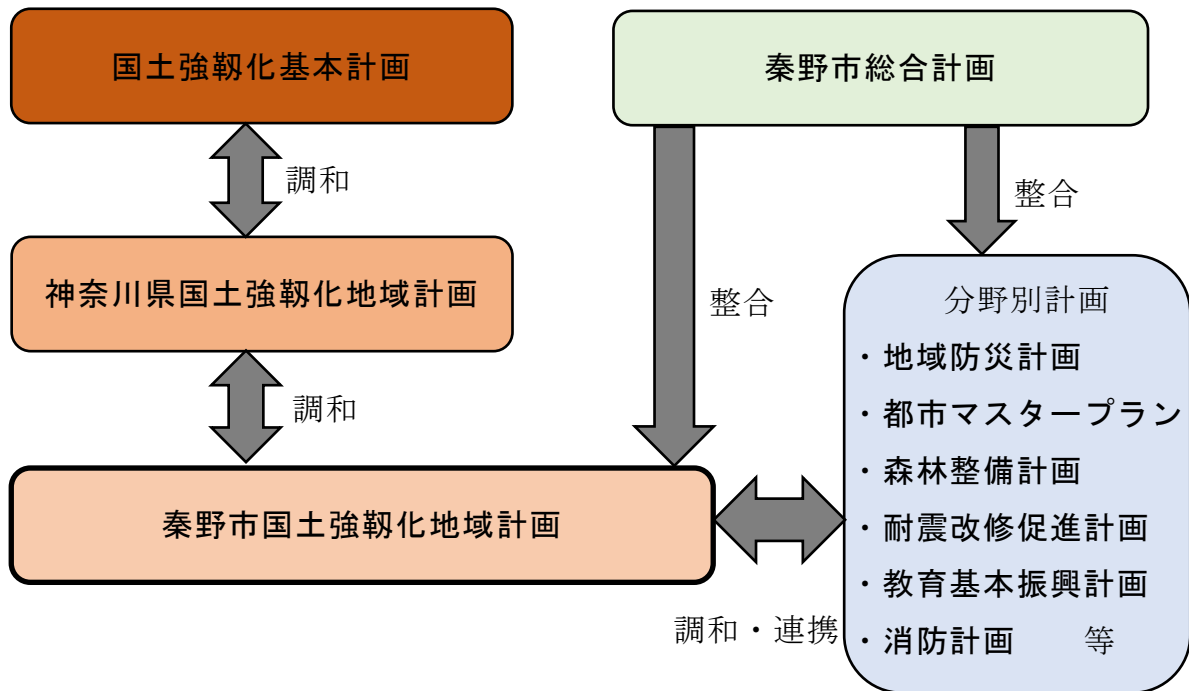 国土強靱化基本計画
秦野市総合計画
調和
整合
神奈川県国土強靱化地域計画
整合
分野別計画
・地域防災計画
調和
・都市マスタープラン
・森林整備計画
秦野市国土強靱化地域計画
・耐震改修促進計画
・教育基本振興計画
調和・連携
・消防計画　　等